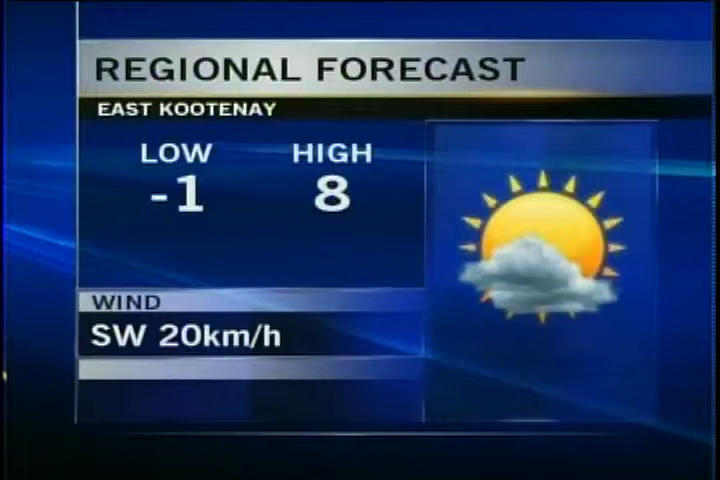 REGIONAL FORECAST
EAST KOOTENAY
LOW HIGH
-1 8
WIND
SW 20km/h